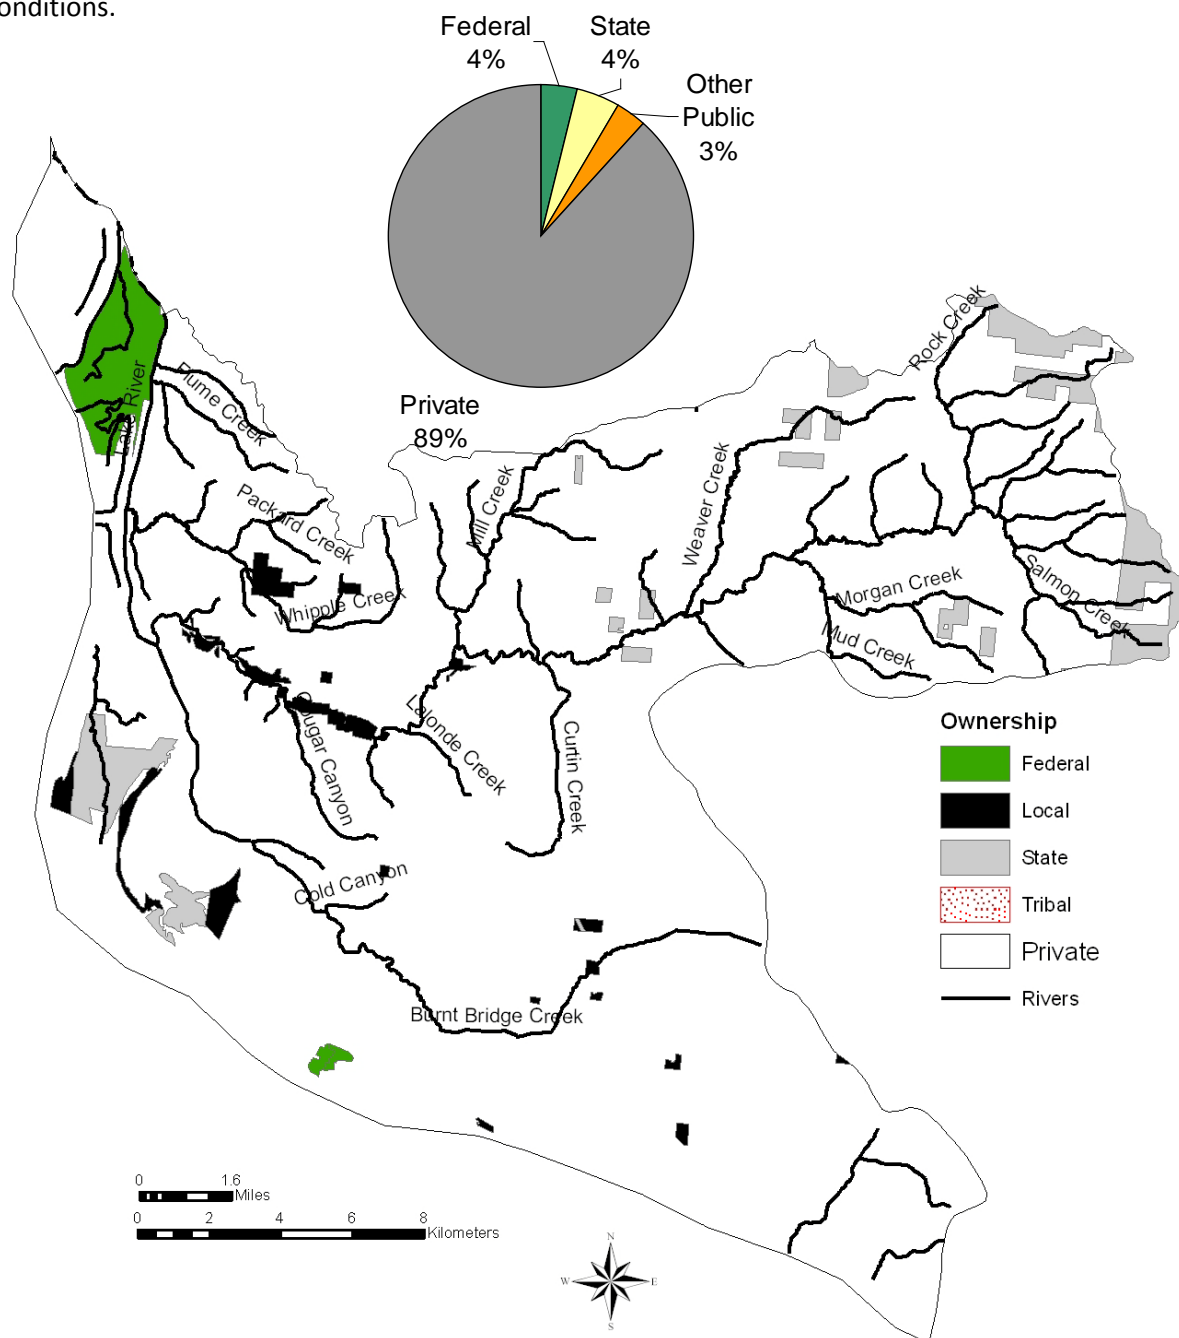 onditions.
Federal
4%
State
4%
Other
Public
3%
Private
89%
Rock Creek
Lake River
Flume Creek
Packard Creek
Mill Creek
Weaver Creek
Whipple Creek
Morgan Creek
Salmon Creek
Mud Creek
Cougar Canyon
Lalonde Creek
Curtin Creek
Cold Canyon
Burnt Bridge Creek
Ownership
Federal
Local
State
Tribal
Private
Rivers
0 1.6
Miles
0 2 4 6 8
Kilometers
N
W E
S